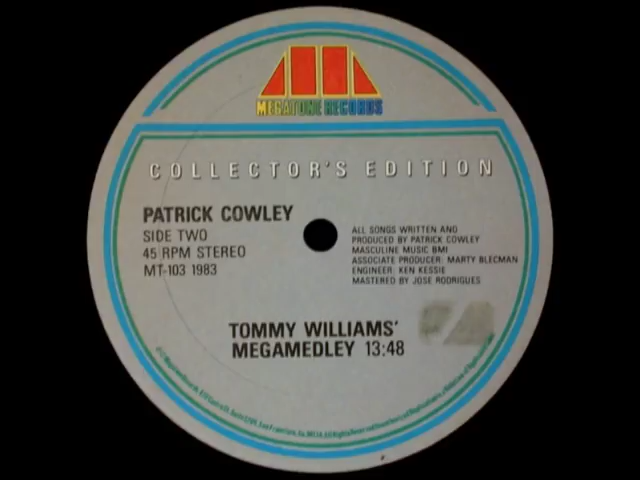 MEGATONE RECORDS
COLLECTOR'S EDITION
PATRICK COWLEY
SIDE TWO
45 RPM STEREO
MT-103 1983
ALL SONGS WRITTEN AND
PRODUCED BY PATRICK COWLEY
MASCULINE MUSIC BMI
ASSOCIATE PRODUCER: MARTY BLECMAN
ENGINEER: KEN KESSIE
MASTERED BY JOSE RODRIGUES
TOMMY WILLIAMS'
MEGAMEDLEY 13:48